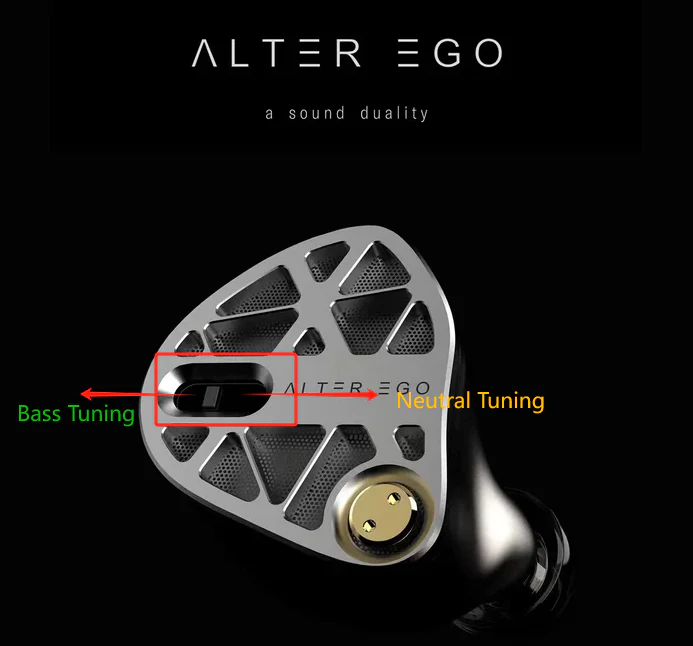 ALTER EGO
a sound duality
ALTER EGO
Bass Tuning
Neutral Tuning